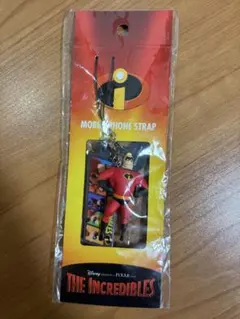 i
MOBILE PHONE STRAP
Disney PIXAR
THE INCREDIBLES